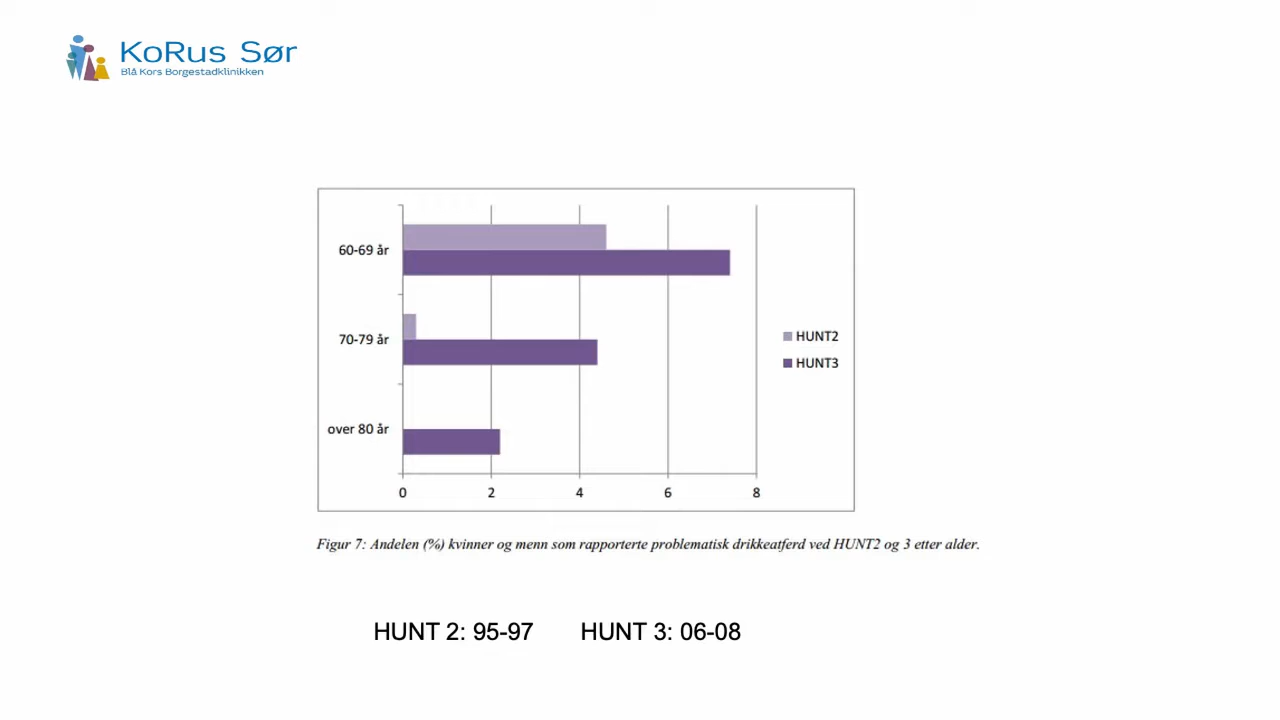 KoRus Sør
Blå Kors Borgestadklinikken
60-69 år
70-79 år
over 80 år
HUNT2
HUNT3
0 2 4 6 8
Figur 7: Andelen (%) kvinner og menn som rapporterte problematisk drikkeatferd ved HUNT2 og 3 etter alder.
HUNT 2: 95-97 HUNT 3: 06-08